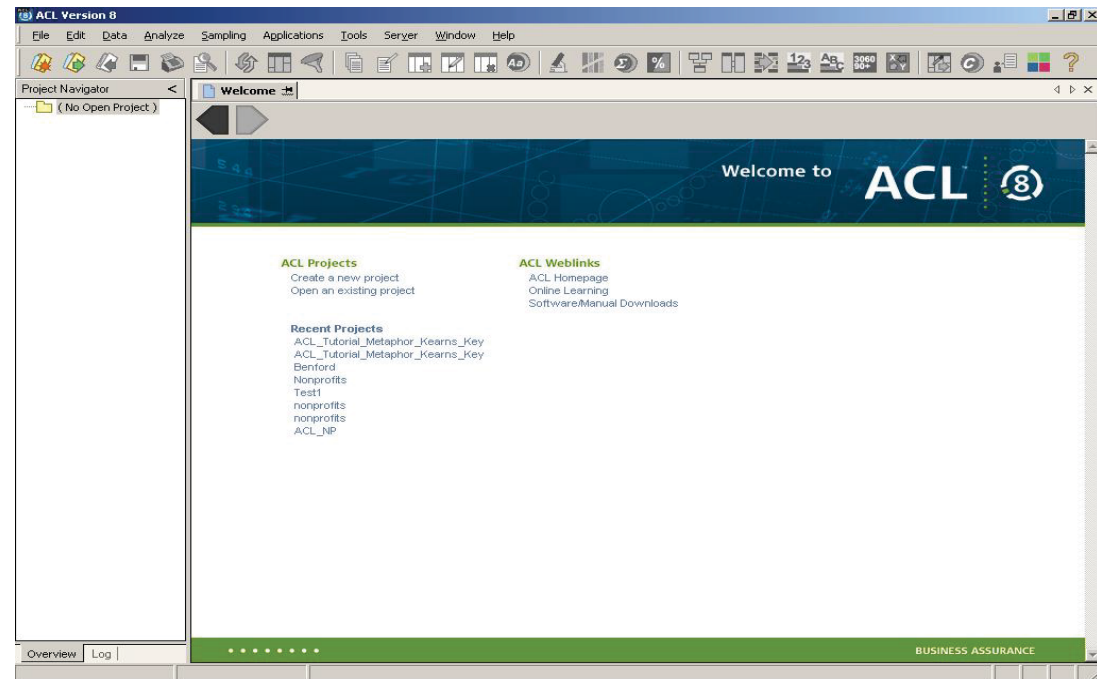 ACL Version 8
File Edit Data Analyze Sampling Applications Tools Server Window Help
Project Navigator <
Welcome
( No Open Project )
Welcome to ACL 8
ACL Projects
Create a new project
Open an existing project
Recent Projects
ACL_Tutorial_Metaphor_Kearns_Key
ACL_Tutorial_Metaphor_Kearns_Key
Benford
Nonprofits
Test1
nonprofits
nonprofits
ACL_NP
ACL Weblinks
ACL Homepage
Online Learning
Software/Manual Downloads
Overview Log
BUSINESS ASSURANCE